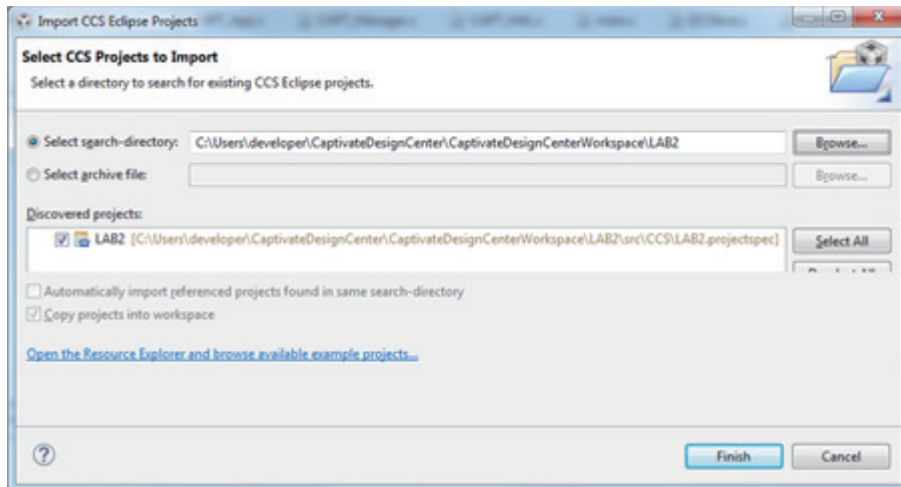 Import CCS Eclipse Projects
Select CCS Projects to Import
Select a directory to search for existing CCS Eclipse projects.
Select search-directory: C:\Users\developer\CaptivateDesignCenter\CaptivateDesignCenterWorkspace\LAB2 Browse...
Select archive file: Browse...
Discovered projects:
LAB2 [C:\Users\developer\CaptivateDesignCenter\CaptivateDesignCenterWorkspace\LAB2\src\CCS\LAB2.projectspec] Select All
Automatically import referenced projects found in same search-directory
Copy projects into workspace
Open the Resource Explorer and browse available example projects...
Finish Cancel